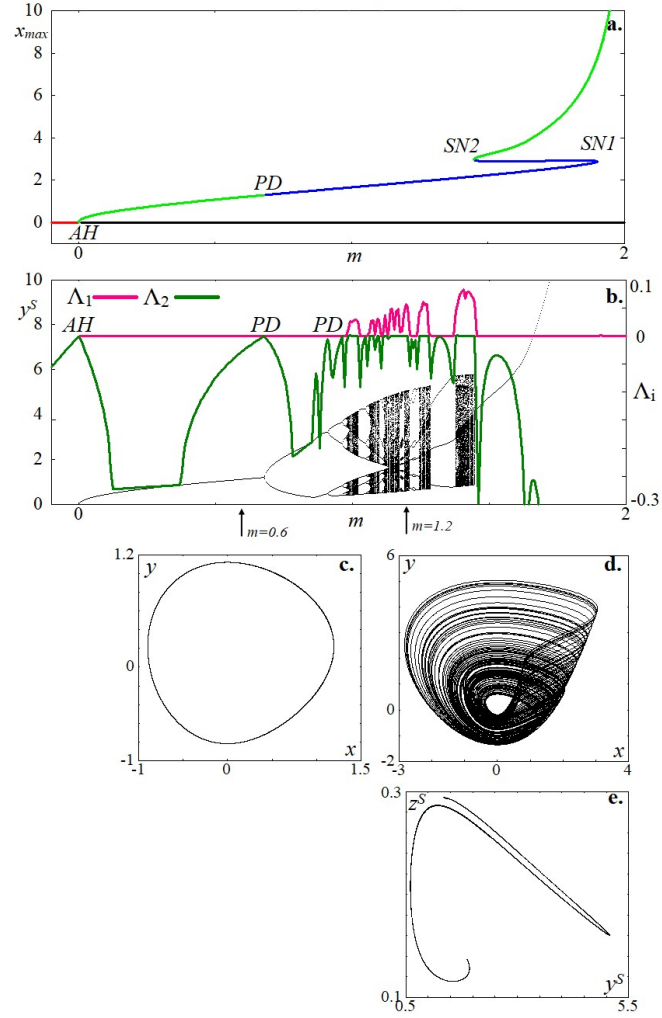 10
x_max
a.
8
6
4
2
0
SN2
SN1
PD
AH
0
m
2
10
y^S
Λ₁
Λ₂
b.
0.1
AH
PD
PD
0
8
6
4
2
0
Λ_i
-0.3
0
m
2
m=0.6
m=1.2
1.2
y
c.
0
-1
-1
0
x
1.5
6
y
d.
0
-2
-3
0
x
4
0.3
z^S
e.
0.1
0.5
y^S
5.5